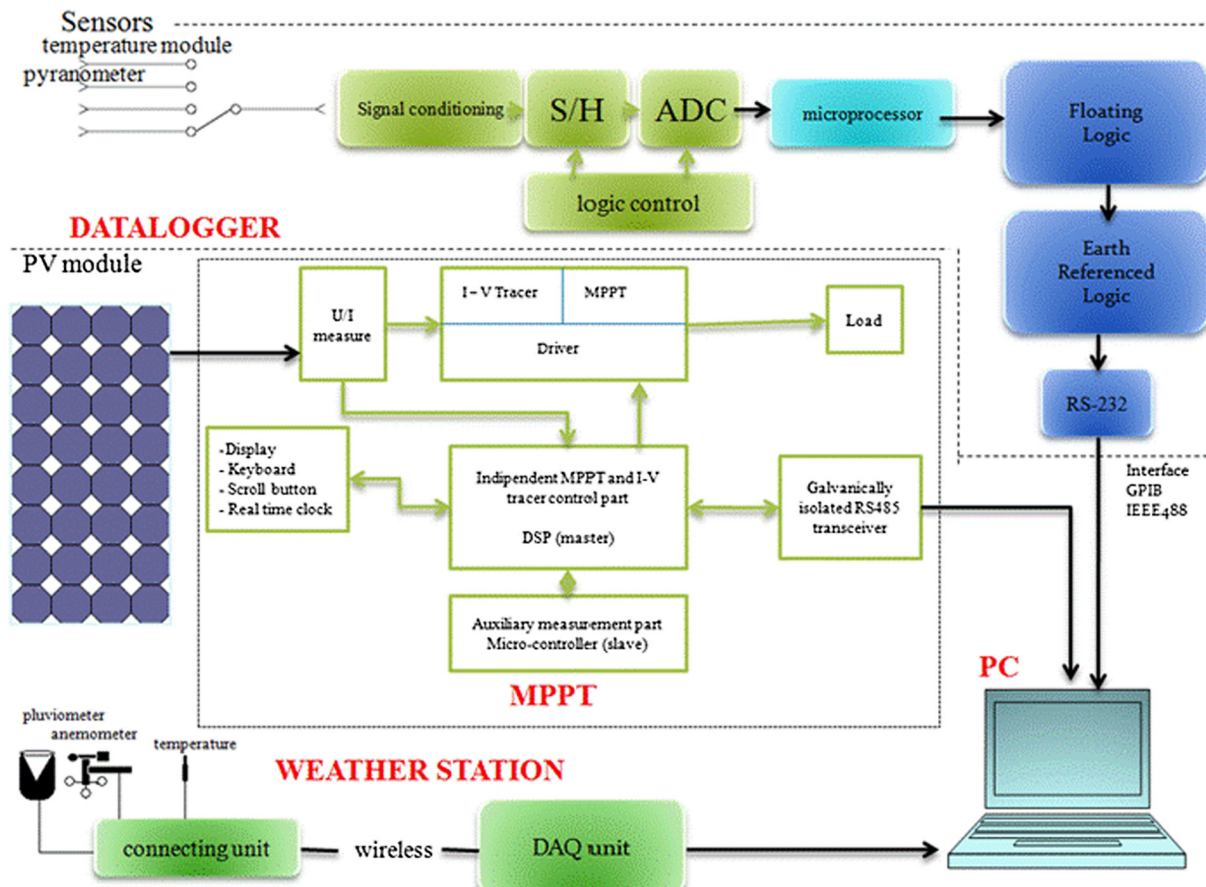 Sensors
temperature module
pyranometer
Signal conditioning
S/H
ADC
microprocessor
Floating
Logic
logic control
DATALOGGER
Earth
Referenced
Logic
PV module
U/I
measure
I-V Tracer
MPPT
Driver
Load
RS-232
-Display
- Keyboard
- Scroll button
- Real time clock
Indipendent MPPT and I-V
tracer control part
DSP (master)
Galvanically
isolated RS485
transceiver
Interface
GPIB
IEEE488
Auxiliary measurement part
Micro-controller (slave)
MPPT
PC
pluviometer
anemometer
temperature
WEATHER STATION
connecting unit
wireless
DAQ unit